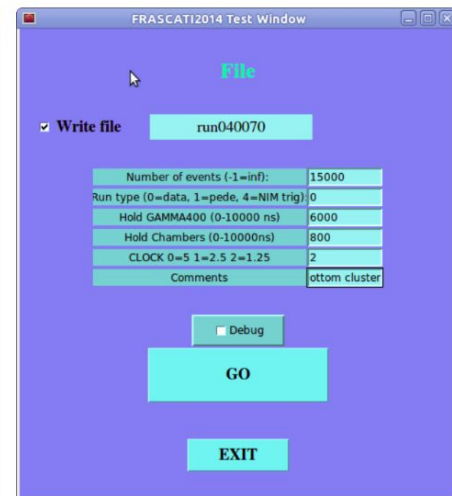 FRASCATI2014 Test Window
File
Write file run040070
Number of events (-1=inf): 15000
Run type (0=data, 1=pede, 4=NIM trig): 0
Hold GAMMA400 (0-10000 ns) 6000
Hold Chambers (0-10000ns) 800
CLOCK 0=5 1=2.5 2=1.25 2
Comments ottom cluster
Debug
GO
EXIT